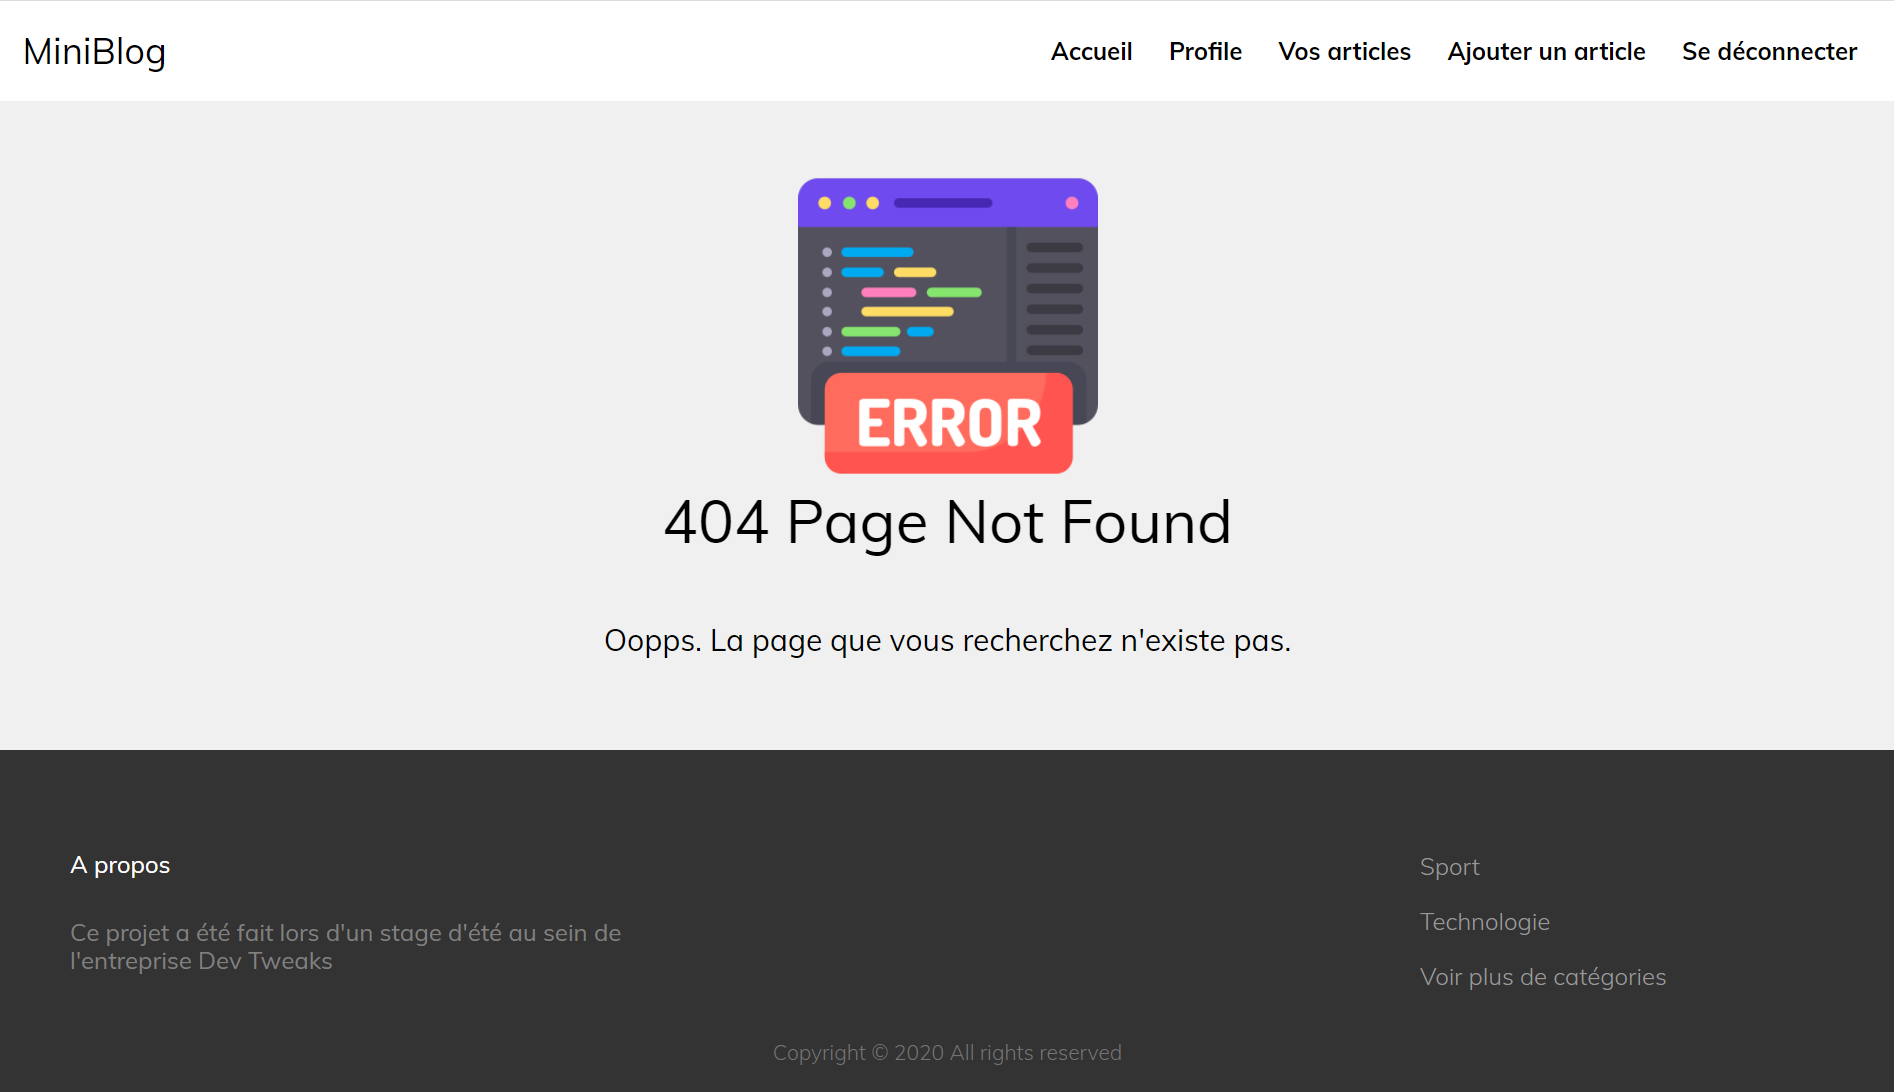 MiniBlog
Accueil Profile Vos articles Ajouter un article Se déconnecter
ERROR
404 Page Not Found
Oopps. La page que vous recherchez n'existe pas.
A propos
Ce projet a été fait lors d'un stage d'été au sein de
l'entreprise Dev Tweaks
Sport
Technologie
Voir plus de catégories
Copyright © 2020 All rights reserved